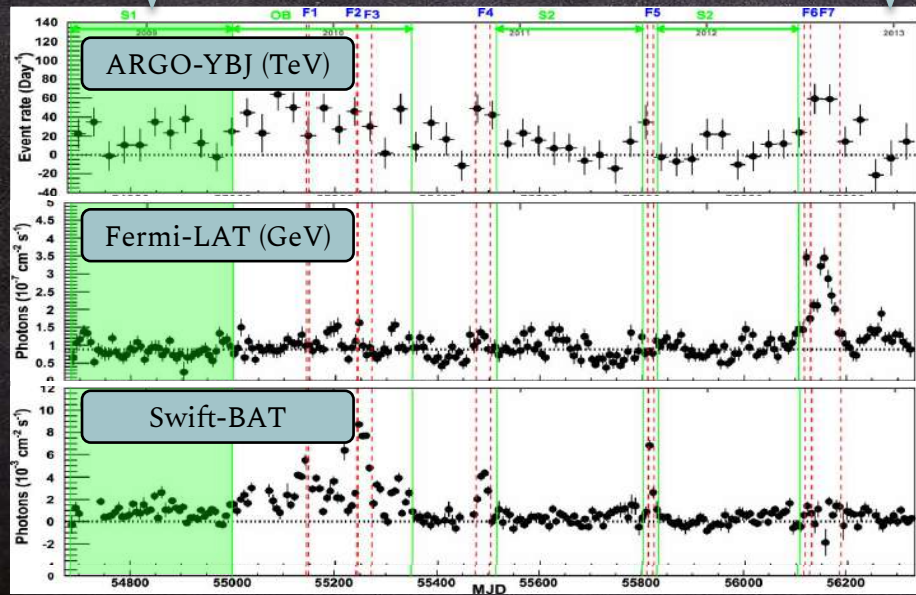 S1 OB F1 F2 F3 F4 S2 F5 S2 F6 F7
2009 2010 2011 2012 2013
ARGO-YBJ (TeV)
Event rate (Day⁻¹)
140
120
100
80
60
40
20
0
-20
-40
Fermi-LAT (GeV)
Photons (10⁻⁷ cm⁻² s⁻¹)
5
4.5
3.5
3
2.5
2
1.5
1
0.5
0
Swift-BAT
Photons (10⁻³ cm⁻² s⁻¹)
12
10
8
6
4
2
0
-2
-4
54800 55000 55200 55400 55600 55800 56000 56200
MJD